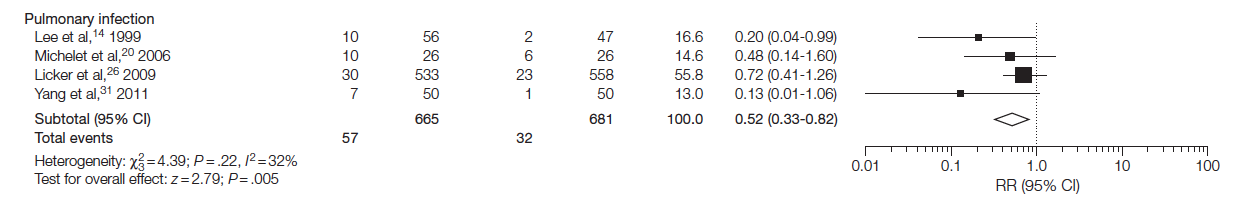 Pulmonary infection
Lee et al,14 1999 10 56 2 47 16.6 0.20 (0.04-0.99)
Michelet et al,20 2006 10 26 6 26 14.6 0.48 (0.14-1.60)
Licker et al,26 2009 30 533 23 558 55.8 0.72 (0.41-1.26)
Yang et al,31 2011 7 50 1 50 13.0 0.13 (0.01-1.06)
Subtotal (95% CI) 665 681 100.0 0.52 (0.33-0.82)
Total events 57 32
Heterogeneity: χ²₃=4.39; P=.22, I²=32%
Test for overall effect: z=2.79; P=.005
0.01 0.1 1.0 10 100
RR (95% CI)